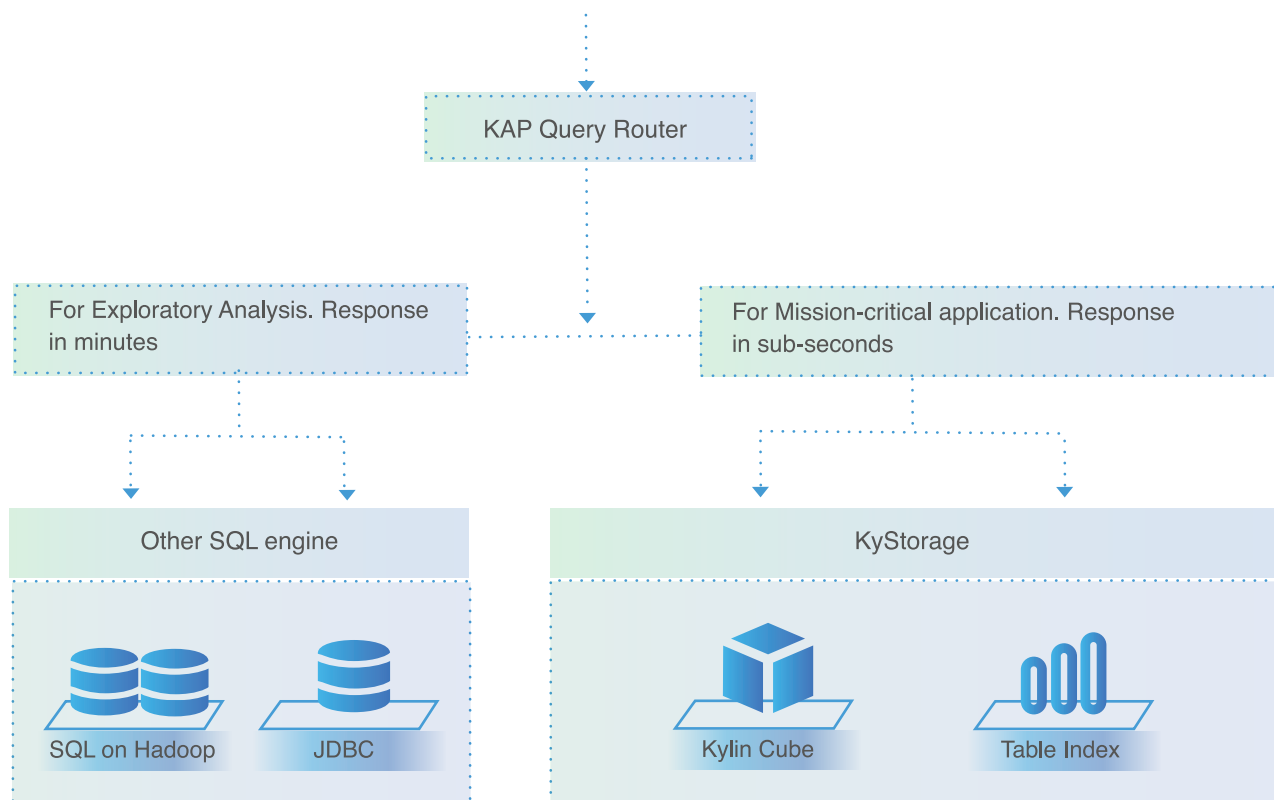 KAP Query Router
For Exploratory Analysis. Response
in minutes
For Mission-critical application. Response
in sub-seconds
Other SQL engine
KyStorage
SQL on Hadoop
JDBC
Kylin Cube
Table Index